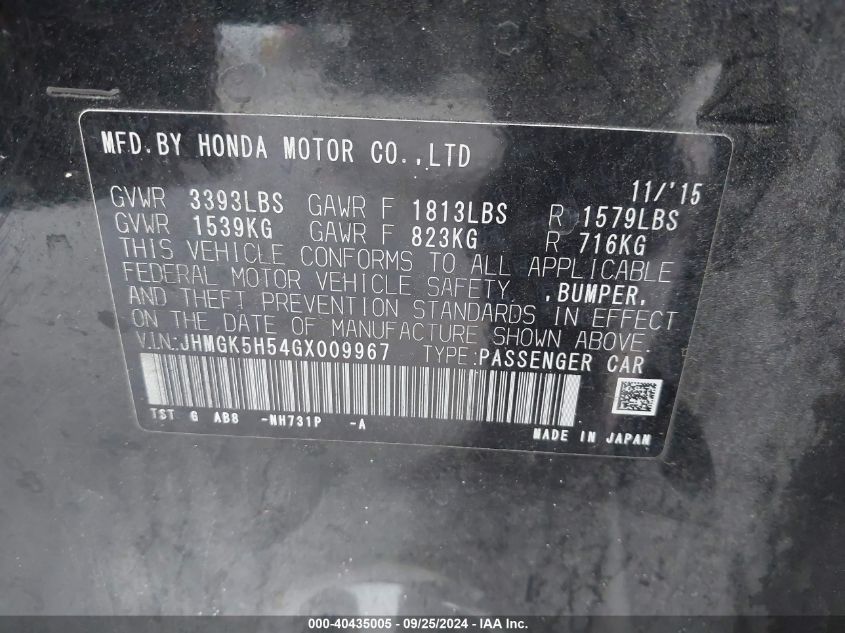 MFD. BY HONDA MOTOR CO., LTD
11/'15
GVWR 3393LBS GAWR F 1813LBS R 1579LBS
GVWR 1539KG GAWR F 823KG R 716KG
THIS VEHICLE CONFORMS TO ALL APPLICABLE
FEDERAL MOTOR VEHICLE SAFETY ,BUMPER,
AND THEFT PREVENTION STANDARDS IN EFFECT
ON THE DATE OF MANUFACTURE SHOWN ABOVE.
V.I.N.:JHMGK5H54GX009967 TYPE:PASSENGER CAR
TST G AB8 -NH731P -A
MADE IN JAPAN
000-40435005 - 09/25/2024 - IAA Inc.